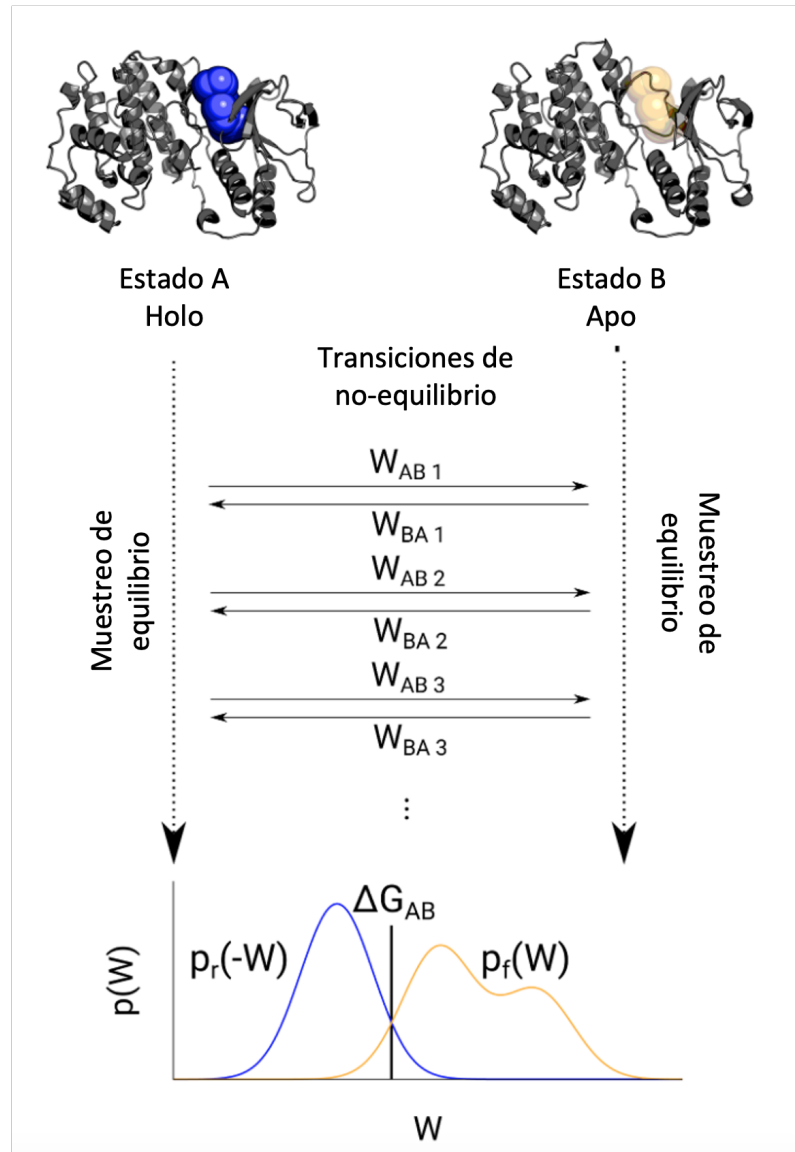 Estado A
Holo
Estado B
Apo
Transiciones de
no-equilibrio
Muestreo de
equilibrio
W_AB 1
W_BA 1
W_AB 2
W_BA 2
W_AB 3
W_BA 3
⋮
Muestreo de
equilibrio
ΔG_AB
p_r(-W)
p_f(W)
p(W)
W